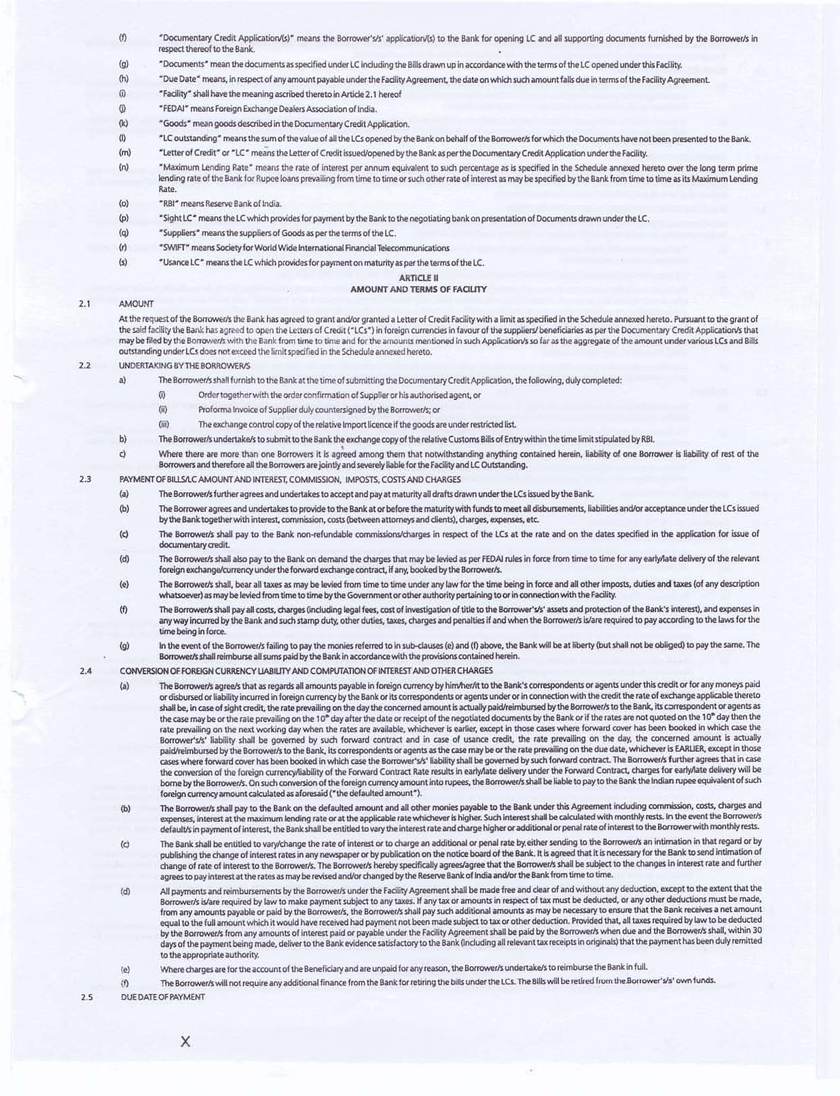 (f) "Documentary Credit Application/(s)" means the Borrower's/s' application/(s) to the Bank for opening LC and all supporting documents furnished by the Borrower/s in
respect thereof to the Bank.
(g) "Documents" mean the documents as specified under LC including the Bills drawn up in accordance with the terms of the LC opened under this Facility.
(h) "Due Date" means, in respect of any amount payable under the Facility Agreement, the date on which such amount falls due in terms of the Facility Agreement.
(i) "Facility" shall have the meaning ascribed thereto in Article 2.1 hereof
(j) "FEDAI" means Foreign Exchange Dealers Association of India.
(k) "Goods" mean goods described in the Documentary Credit Application.
(l) "LC outstanding" means the sum of the value of all the LCs opened by the Bank on behalf of the Borrower/s for which the Documents have not been presented to the Bank.
(m) "Letter of Credit" or "LC" means the Letter of Credit issued/opened by the Bank as per the Documentary Credit Application under the Facility.
(n) "Maximum Lending Rate" means the rate of interest per annum equivalent to such percentage as is specified in the Schedule annexed hereto over the long term prime
lending rate of the Bank for Rupee loans prevailing from time to time or such other rate of interest as may be specified by the Bank from time to time as its Maximum Lending
Rate.
(o) "RBI" means Reserve Bank of India.
(p) "Sight LC" means the LC which provides for payment by the Bank to the negotiating bank on presentation of Documents drawn under the LC.
(q) "Suppliers" means the suppliers of Goods as per the terms of the LC.
(r) "SWIFT" means Society for World Wide International Financial Telecommunications
(s) "Usance LC" means the LC which provides for payment on maturity as per the terms of the LC.
ARTICLE II
AMOUNT AND TERMS OF FACILITY
2.1 AMOUNT
At the request of the Borrower/s the Bank has agreed to grant and/or granted a Letter of Credit Facility with a limit as specified in the Schedule annexed hereto. Pursuant to the grant of
the said facility the Bank has agreed to open the Letters of Credit ("LCs") in foreign currencies in favour of the suppliers/ beneficiaries as per the Documentary Credit Application/s that
may be filed by the Borrower/s with the Bank from time to time and for the amounts mentioned in such Application/s so far as the aggregate of the amount under various LCs and Bills
outstanding under LCs does not exceed the limit specified in the Schedule annexed hereto.
2.2 UNDERTAKING BY THE BORROWER/S
a) The Borrower/s shall furnish to the Bank at the time of submitting the Documentary Credit Application, the following, duly completed:
(i) Order together with the order confirmation of Supplier or his authorised agent, or
(ii) Proforma Invoice of Supplier duly countersigned by the Borrower/s; or
(iii) The exchange control copy of the relative Import licence if the goods are under restricted list.
b) The Borrower/s undertake/s to submit to the Bank the exchange copy of the relative Customs Bills of Entry within the time limit stipulated by RBI.
c) Where there are more than one Borrowers it is agreed among them that notwithstanding anything contained herein, liability of one Borrower is liability of rest of the
Borrowers and therefore all the Borrowers are jointly and severely liable for the Facility and LC Outstanding.
2.3 PAYMENT OF BILLS/LC AMOUNT AND INTEREST, COMMISSION, IMPOSTS, COSTS AND CHARGES
(a) The Borrower/s further agrees and undertakes to accept and pay at maturity all drafts drawn under the LCs issued by the Bank.
(b) The Borrower agrees and undertakes to provide to the Bank at or before the maturity with funds to meet all disbursements, liabilities and/or acceptance under the LCs issued
by the Bank together with interest, commission, costs (between attorneys and clients), charges, expenses, etc.
(c) The Borrower/s shall pay to the Bank non-refundable commissions/charges in respect of the LCs at the rate and on the dates specified in the application for issue of
documentary credit.
(d) The Borrower/s shall also pay to the Bank on demand the charges that may be levied as per FEDAI rules in force from time to time for any early/late delivery of the relevant
foreign exchange/currency under the forward exchange contract, if any, booked by the Borrower/s.
(e) The Borrower/s shall, bear all taxes as may be levied from time to time under any law for the time being in force and all other imposts, duties and taxes (of any description
whatsoever) as may be levied from time to time by the Government or other authority pertaining to or in connection with the Facility.
(f) The Borrower/s shall pay all costs, charges (including legal fees, cost of investigation of title to the Borrower's/s' assets and protection of the Bank's interest), and expenses in
any way incurred by the Bank and such stamp duty, other duties, taxes, charges and penalties if and when the Borrower/s is/are required to pay according to the laws for the
time being in force.
(g) In the event of the Borrower/s failing to pay the monies referred to in sub-clauses (e) and (f) above, the Bank will be at liberty (but shall not be obliged) to pay the same. The
Borrower/s shall reimburse all sums paid by the Bank in accordance with the provisions contained herein.
2.4 CONVERSION OF FOREIGN CURRENCY LIABILITY AND COMPUTATION OF INTEREST AND OTHER CHARGES
(a) The Borrower/s agree/s that as regards all amounts payable in foreign currency by him/her/it to the Bank's correspondents or agents under this credit or for any moneys paid
or disbursed or liability incurred in foreign currency by the Bank or its correspondents or agents under or in connection with the credit the rate of exchange applicable thereto
shall be, in case of sight credit, the rate prevailing on the day the concerned amount is actually paid/reimbursed by the Borrower/s to the Bank, its correspondent or agents as
the case may be or the rate prevailing on the 10th day after the date or receipt of the negotiated documents by the Bank or if the rates are not quoted on the 10th day then the
rate prevailing on the next working day when the rates are available, whichever is earlier, except in those cases where forward cover has been booked in which case the
Borrower's/s' liability shall be governed by such forward contract and in case of usance credit, the rate prevailing on the day, the concerned amount is actually
paid/reimbursed by the Borrower/s to the Bank, its correspondents or agents as the case may be or the rate prevailing on the due date, whichever is EARLIER, except in those
cases where forward cover has been booked in which case the Borrower's/s' liability shall be governed by such forward contract. The Borrower/s further agrees that in case
the conversion of the foreign currency/liability of the Forward Contract Rate results in early/late delivery under the Forward Contract, charges for early/late delivery will be
borne by the Borrower/s. On such conversion of the foreign currency amount into rupees, the Borrower/s shall be liable to pay to the Bank the Indian rupee equivalent of such
foreign currency amount calculated as aforesaid ("the defaulted amount").
(b) The Borrower/s shall pay to the Bank on the defaulted amount and all other monies payable to the Bank under this Agreement including commission, costs, charges and
expenses, interest at the maximum lending rate or at the applicable rate whichever is higher. Such interest shall be calculated with monthly rests. In the event the Borrower/s
default/s in payment of interest, the Bank shall be entitled to vary the interest rate and charge higher or additional or penal rate of interest to the Borrower with monthly rests.
(c) The Bank shall be entitled to vary/change the rate of interest or to charge an additional or penal rate by either sending to the Borrower/s an intimation in that regard or by
publishing the change of interest rates in any newspaper or by publication on the notice board of the Bank. It is agreed that it is necessary for the Bank to send intimation of
change of rate of interest to the Borrower/s. The Borrower/s hereby specifically agrees/agree that the Borrower/s shall be subject to the changes in interest rate and further
agrees to pay interest at the rates as may be revised and/or changed by the Reserve Bank of India and/or the Bank from time to time.
(d) All payments and reimbursements by the Borrower/s under the Facility Agreement shall be made free and clear of and without any deduction, except to the extent that the
Borrower/s is/are required by law to make payment subject to any taxes. If any tax or amounts in respect of tax must be deducted, or any other deductions must be made,
from any amounts payable or paid by the Borrower/s, the Borrower/s shall pay such additional amounts as may be necessary to ensure that the Bank receives a net amount
equal to the full amount which it would have received had payment not been made subject to tax or other deduction. Provided that, all taxes required by law to be deducted
by the Borrower/s from any amounts of interest paid or payable under the Facility Agreement shall be paid by the Borrower/s when due and the Borrower/s shall, within 30
days of the payment being made, deliver to the Bank evidence satisfactory to the Bank (including all relevant tax receipts in originals) that the payment has been duly remitted
to the appropriate authority.
(e) Where charges are for the account of the Beneficiary and are unpaid for any reason, the Borrower/s undertake/s to reimburse the Bank in full.
(f) The Borrower/s will not require any additional finance from the Bank for retiring the bills under the LCs. The Bills will be retired from the Borrower's/s' own funds.
2.5 DUE DATE OF PAYMENT
X